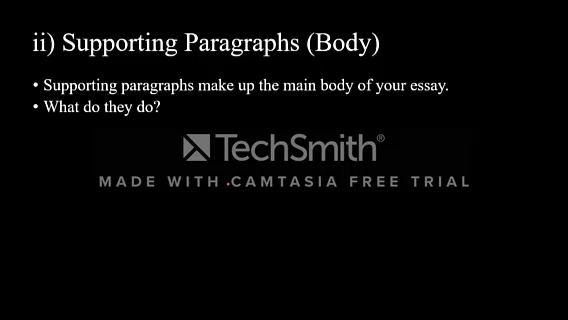 ii) Supporting Paragraphs (Body)
• Supporting paragraphs make up the main body of your essay.
• What do they do?
TechSmith®
MADE WITH CAMTASIA FREE TRIAL